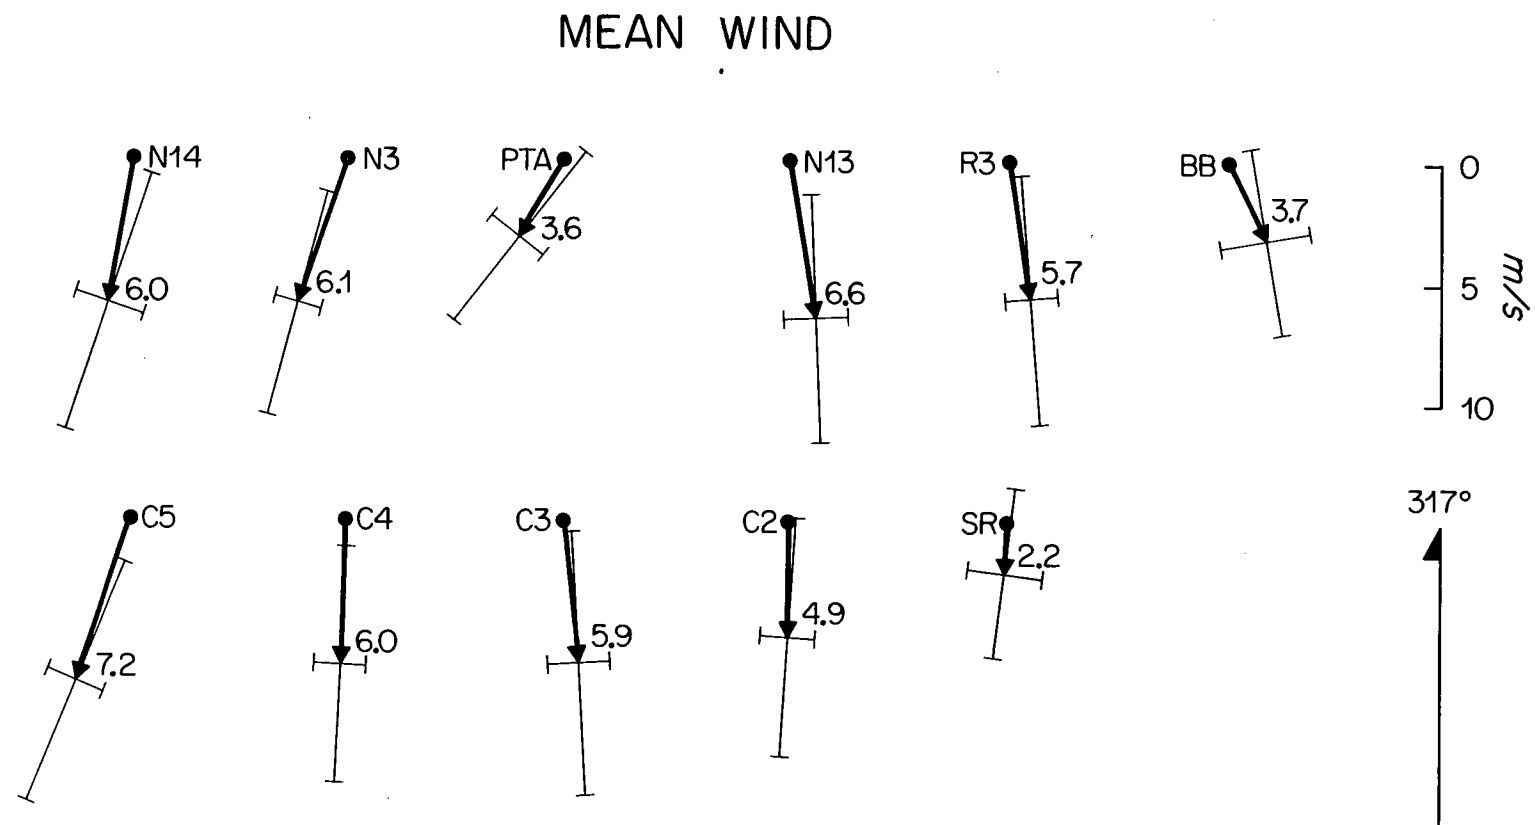 MEAN WIND
N14 N3 PTA N13 R3 BB 0
6.0 6.1 3.6 6.6 5.7 3.7 5 m/s
10
317°
C5 C4 C3 C2 SR
7.2 6.0 5.9 4.9 2.2